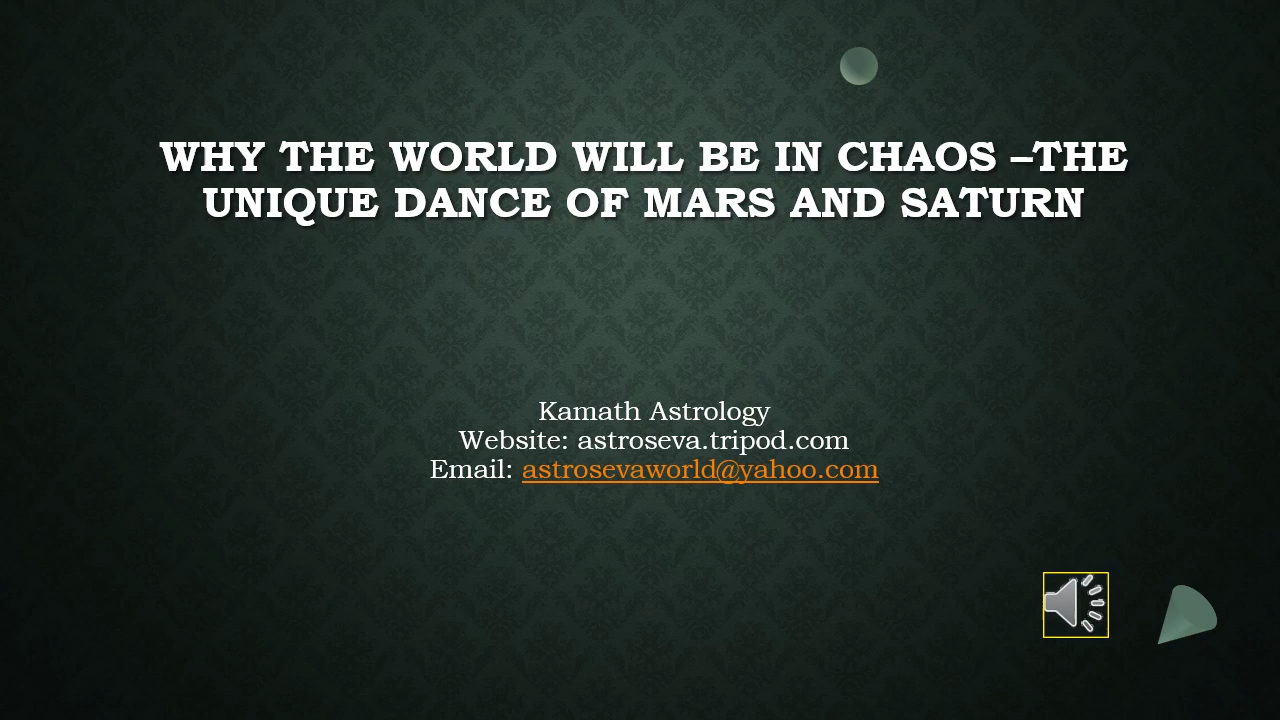 WHY THE WORLD WILL BE IN CHAOS –THE
UNIQUE DANCE OF MARS AND SATURN
Kamath Astrology
Website: astroseva.tripod.com
Email: astrosevaworld@yahoo.com